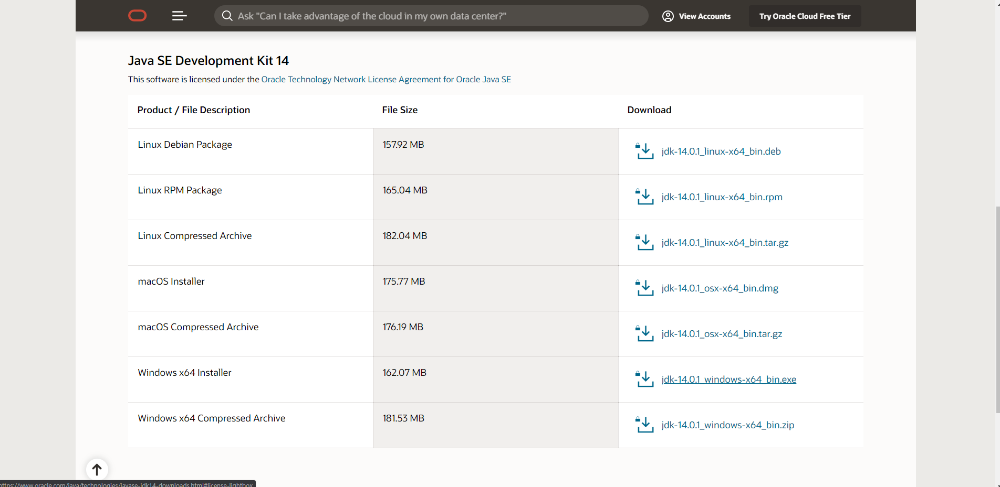 Ask "Can I take advantage of the cloud in my own data center?"
View Accounts
Try Oracle Cloud Free Tier
Java SE Development Kit 14
This software is licensed under the Oracle Technology Network License Agreement for Oracle Java SE
Product / File Description File Size Download
Linux Debian Package 157.92 MB jdk-14.0.1_linux-x64_bin.deb
Linux RPM Package 165.04 MB jdk-14.0.1_linux-x64_bin.rpm
Linux Compressed Archive 182.04 MB jdk-14.0.1_linux-x64_bin.tar.gz
macOS Installer 175.77 MB jdk-14.0.1_osx-x64_bin.dmg
macOS Compressed Archive 176.19 MB jdk-14.0.1_osx-x64_bin.tar.gz
Windows x64 Installer 162.07 MB jdk-14.0.1_windows-x64_bin.exe
Windows x64 Compressed Archive 181.53 MB jdk-14.0.1_windows-x64_bin.zip
https://www.oracle.com/java/technologies/javase-jdk14-downloads.html#license-lightbox